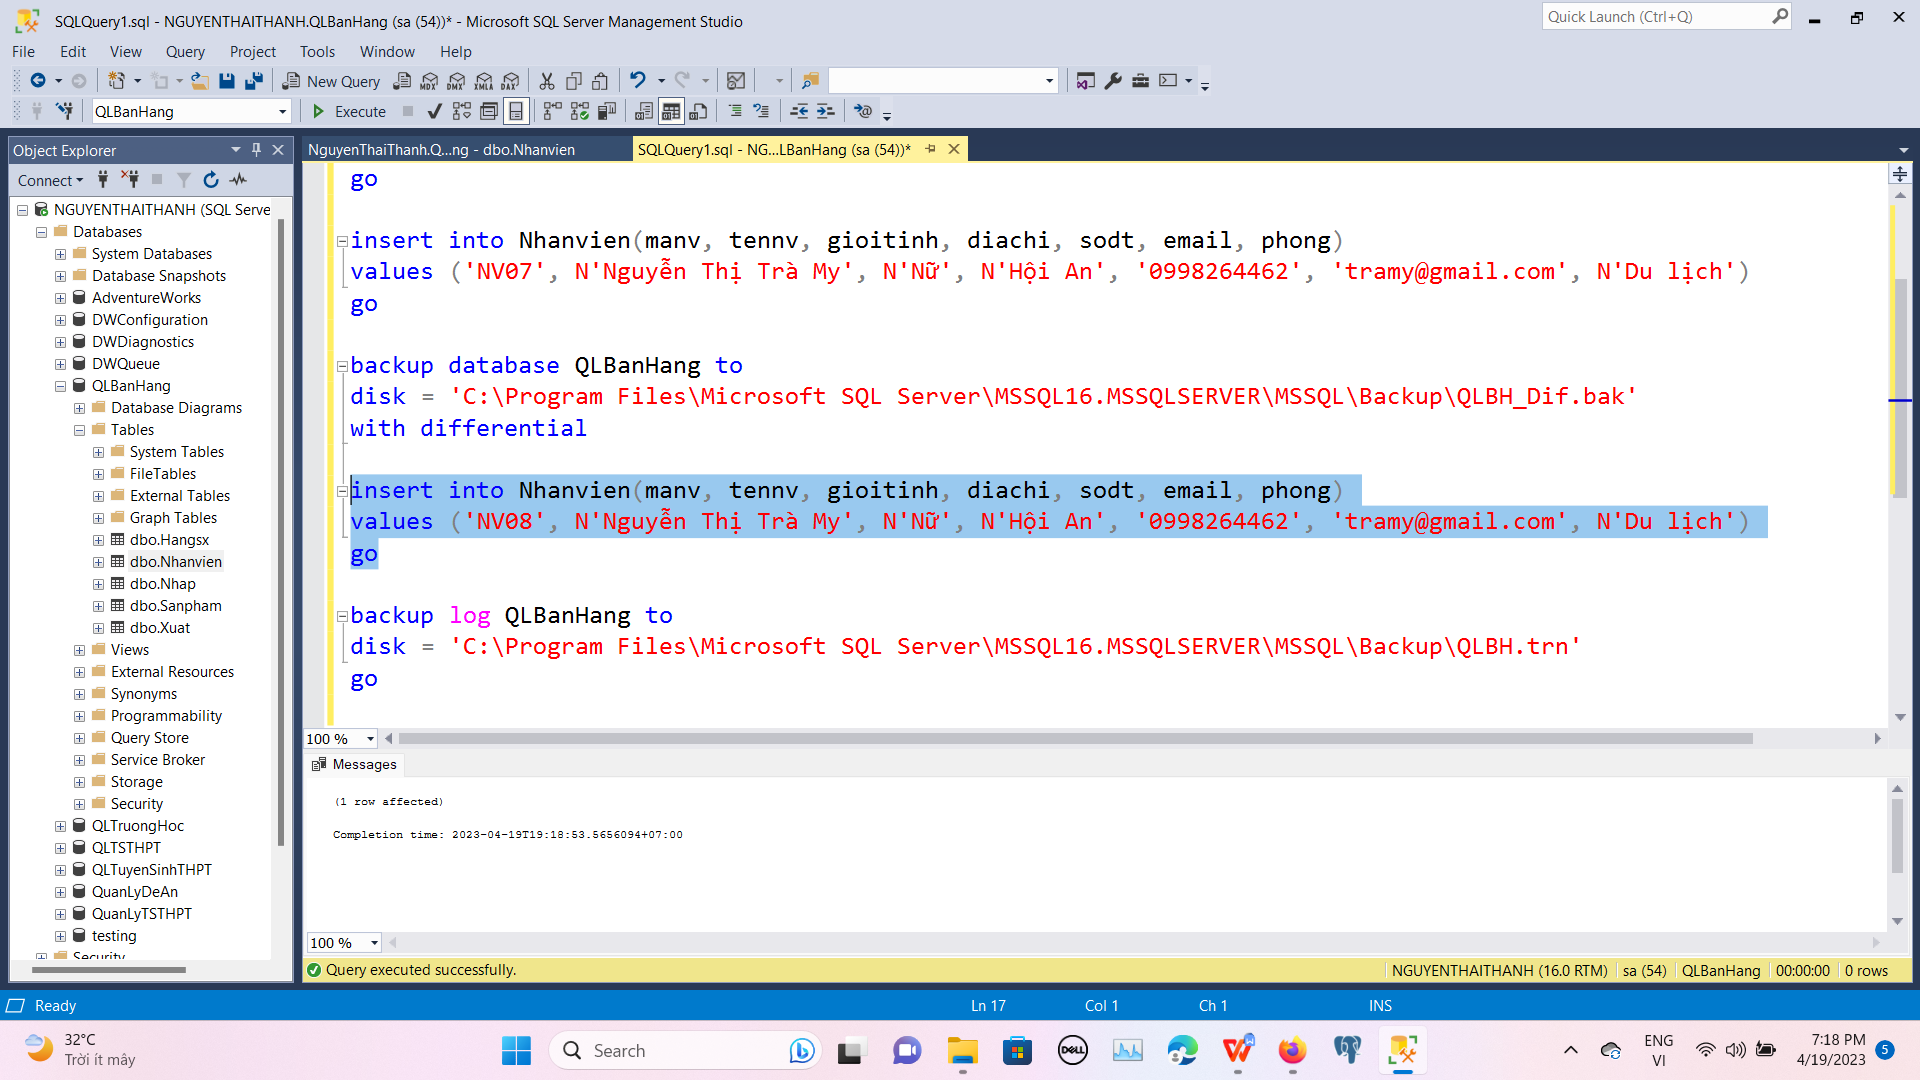 SQLQuery1.sql - NGUYENTHAITHANH.QLBanHang (sa (54))* - Microsoft SQL Server Management Studio
Quick Launch (Ctrl+Q)
File Edit View Query Project Tools Window Help
New Query
MDX DMX XMLA DAX
QLBanHang
Execute
Object Explorer
NguyenThaiThanh.Q...ng - dbo.Nhanvien
SQLQuery1.sql - NG...LBanHang (sa (54))*
Connect
NGUYENTHAITHANH (SQL Serve
Databases
System Databases
Database Snapshots
AdventureWorks
DWConfiguration
DWDiagnostics
DWQueue
QLBanHang
Database Diagrams
Tables
System Tables
FileTables
External Tables
Graph Tables
dbo.Hangsx
dbo.Nhanvien
dbo.Nhap
dbo.Sanpham
dbo.Xuat
Views
External Resources
Synonyms
Programmability
Query Store
Service Broker
Storage
Security
QLTruongHoc
QLTSTHPT
QLTuyenSinhTHPT
QuanLyDeAn
QuanLyTSTHPT
testing
Security
go
insert into Nhanvien(manv, tennv, gioitinh, diachi, sodt, email, phong)
values ('NV07', N'Nguyễn Thị Trà My', N'Nữ', N'Hội An', '0998264462', 'tramy@gmail.com', N'Du lịch')
go
backup database QLBanHang to
disk = 'C:\Program Files\Microsoft SQL Server\MSSQL16.MSSQLSERVER\MSSQL\Backup\QLBH_Dif.bak'
with differential
insert into Nhanvien(manv, tennv, gioitinh, diachi, sodt, email, phong)
values ('NV08', N'Nguyễn Thị Trà My', N'Nữ', N'Hội An', '0998264462', 'tramy@gmail.com', N'Du lịch')
go
backup log QLBanHang to
disk = 'C:\Program Files\Microsoft SQL Server\MSSQL16.MSSQLSERVER\MSSQL\Backup\QLBH.trn'
go
100 %
Messages
(1 row affected)
Completion time: 2023-04-19T19:18:53.5656094+07:00
100 %
Query executed successfully.
NGUYENTHAITHANH (16.0 RTM) sa (54) QLBanHang 00:00:00 0 rows
Ready
Ln 17 Col 1 Ch 1 INS
32°C
Trời ít mây
Search
DELL
ENG
VI
7:18 PM
4/19/2023
5